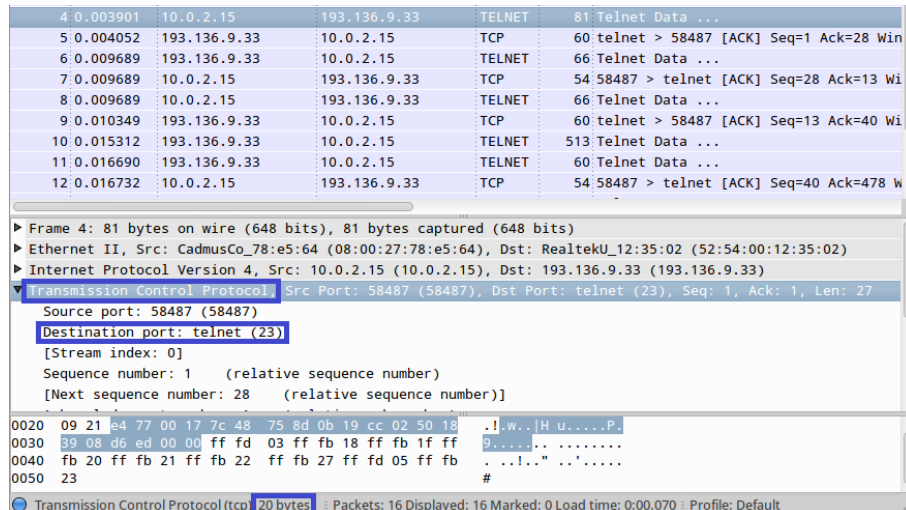 4 0.003901 10.0.2.15 193.136.9.33 TELNET 81 Telnet Data ...
5 0.004052 193.136.9.33 10.0.2.15 TCP 60 telnet > 58487 [ACK] Seq=1 Ack=28 Win
6 0.009689 193.136.9.33 10.0.2.15 TELNET 66 Telnet Data ...
7 0.009689 10.0.2.15 193.136.9.33 TCP 54 58487 > telnet [ACK] Seq=28 Ack=13 Wi
8 0.009689 10.0.2.15 193.136.9.33 TELNET 66 Telnet Data ...
9 0.010349 193.136.9.33 10.0.2.15 TCP 60 telnet > 58487 [ACK] Seq=13 Ack=40 Wi
10 0.015312 193.136.9.33 10.0.2.15 TELNET 513 Telnet Data ...
11 0.016690 193.136.9.33 10.0.2.15 TELNET 60 Telnet Data ...
12 0.016732 10.0.2.15 193.136.9.33 TCP 54 58487 > telnet [ACK] Seq=40 Ack=478 W
Frame 4: 81 bytes on wire (648 bits), 81 bytes captured (648 bits)
Ethernet II, Src: CadmusCo_78:e5:64 (08:00:27:78:e5:64), Dst: RealtekU_12:35:02 (52:54:00:12:35:02)
Internet Protocol Version 4, Src: 10.0.2.15 (10.0.2.15), Dst: 193.136.9.33 (193.136.9.33)
Transmission Control Protocol, Src Port: 58487 (58487), Dst Port: telnet (23), Seq: 1, Ack: 1, Len: 27
Source port: 58487 (58487)
Destination port: telnet (23)
[Stream index: 0]
Sequence number: 1 (relative sequence number)
[Next sequence number: 28 (relative sequence number)]
0020 09 21 e4 77 00 17 7c 48 75 8d 0b 19 cc 02 50 18 .!.w..|H u.....P.
0030 39 08 d6 ed 00 00 ff fd 03 ff fb 18 ff fb 1f ff 9....... ........
0040 fb 20 ff fb 21 ff fb 22 ff fb 27 ff fd 05 ff fb . ..!.." ..'.....
0050 23 #
Transmission Control Protocol (tcp), 20 bytes Packets: 16 Displayed: 16 Marked: 0 Load time: 0:00.070 Profile: Default